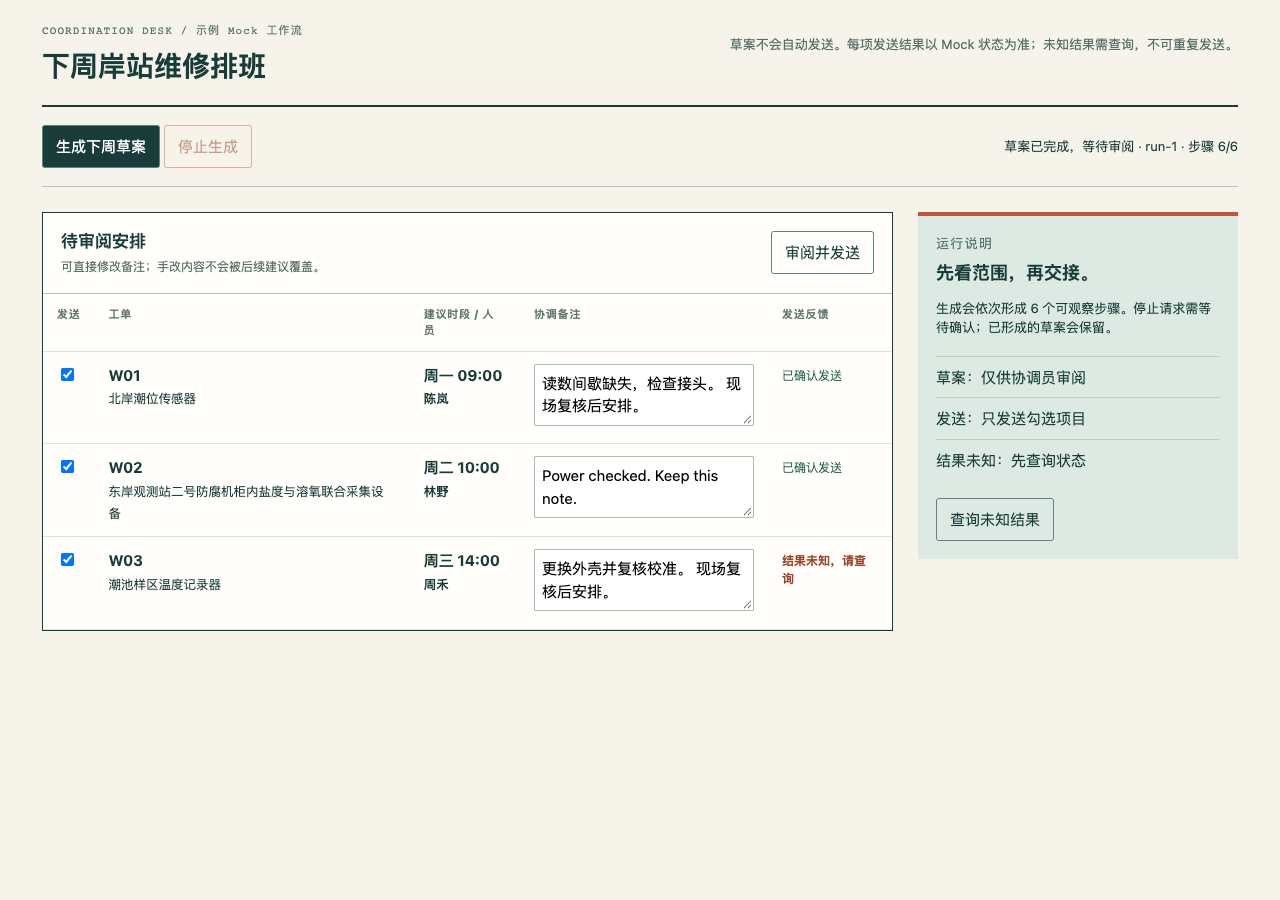 COORDINATION DESK / 示例 Mock 工作流
下周岸站维修排班
草案不会自动发送。每项发送结果以 Mock 状态为准；未知结果需查询，不可重复发送。
生成下周草案
停止生成
草案已完成，等待审阅 · run-1 · 步骤 6/6
待审阅安排
可直接修改备注；手改内容不会被后续建议覆盖。
审阅并发送
发送
工单
建议时段 / 人
员
协调备注
发送反馈
W01
北岸潮位传感器
周一 09:00
陈岚
读数间歇缺失，检查接头。 现
场复核后安排。
已确认发送
W02
东岸观测站二号防腐机柜内盐度与溶氧联合采集设
备
周二 10:00
林野
Power checked. Keep this
note.
已确认发送
W03
潮池样区温度记录器
周三 14:00
周禾
更换外壳并复核校准。 现场复
核后安排。
结果未知，请查
询
运行说明
先看范围，再交接。
生成会依次形成 6 个可观察步骤。停止请求需等
待确认；已形成的草案会保留。
草案：仅供协调员审阅
发送：只发送勾选项目
结果未知：先查询状态
查询未知结果